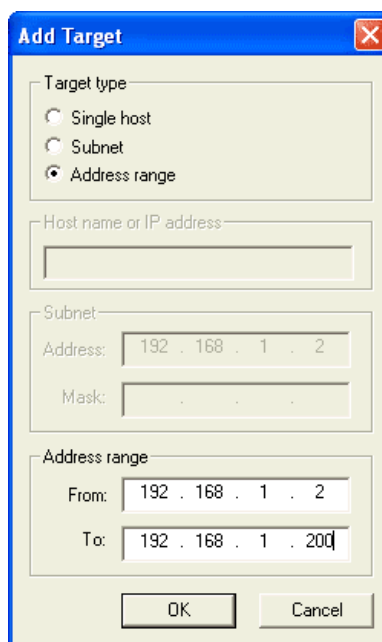 Add Target
Target type
Single host
Subnet
Address range
Host name or IP address
Subnet
Address: 192 . 168 . 1 . 2
Mask: . . .
Address range
From: 192 . 168 . 1 . 2
To: 192 . 168 . 1 . 200
OK Cancel